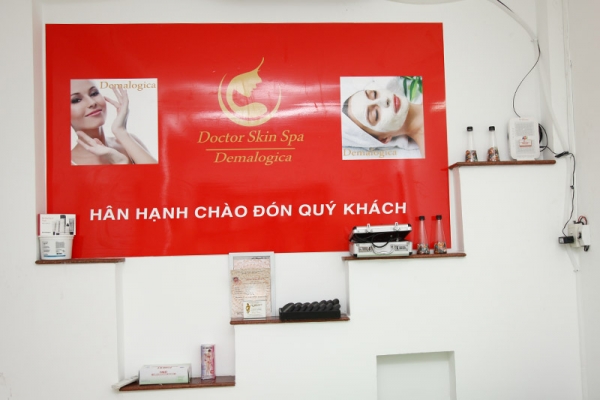 Demalogica
Doctor Skin Spa
Demalogica
Demalogica
HÂN HẠNH CHÀO ĐÓN QUÝ KHÁCH